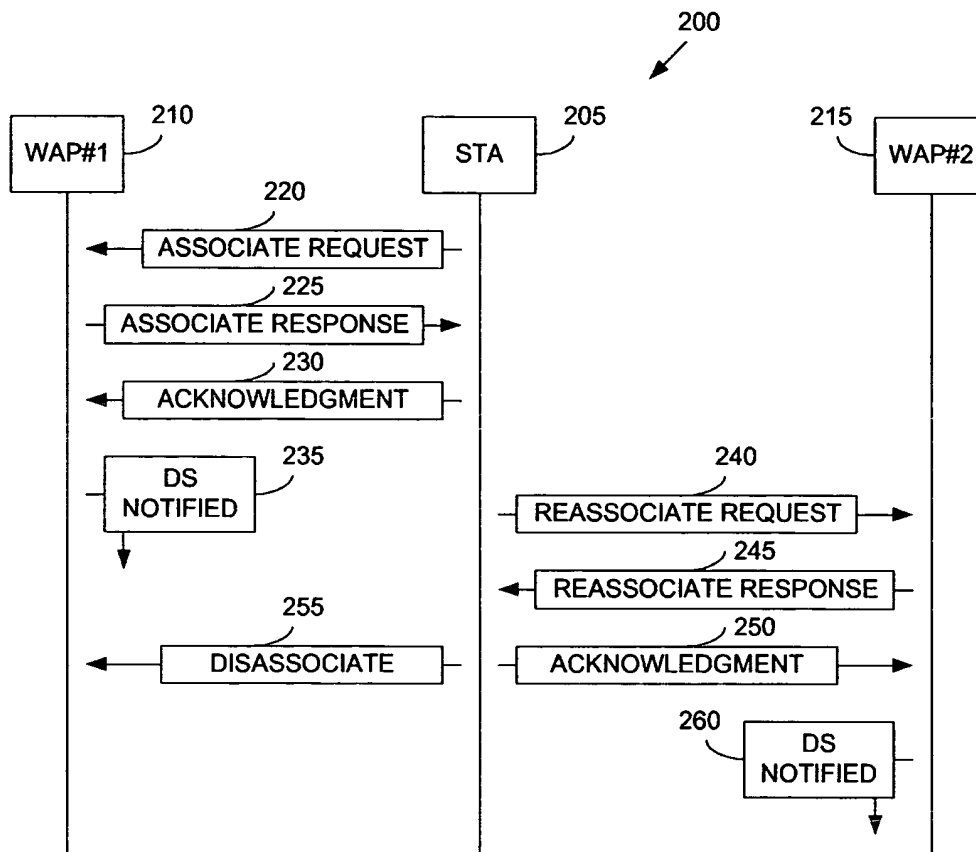 200
210
205
215
WAP#1
STA
WAP#2
220
ASSOCIATE REQUEST
225
ASSOCIATE RESPONSE
230
ACKNOWLEDGMENT
235
DS
NOTIFIED
240
REASSOCIATE REQUEST
245
REASSOCIATE RESPONSE
255
DISASSOCIATE
250
ACKNOWLEDGMENT
260
DS
NOTIFIED